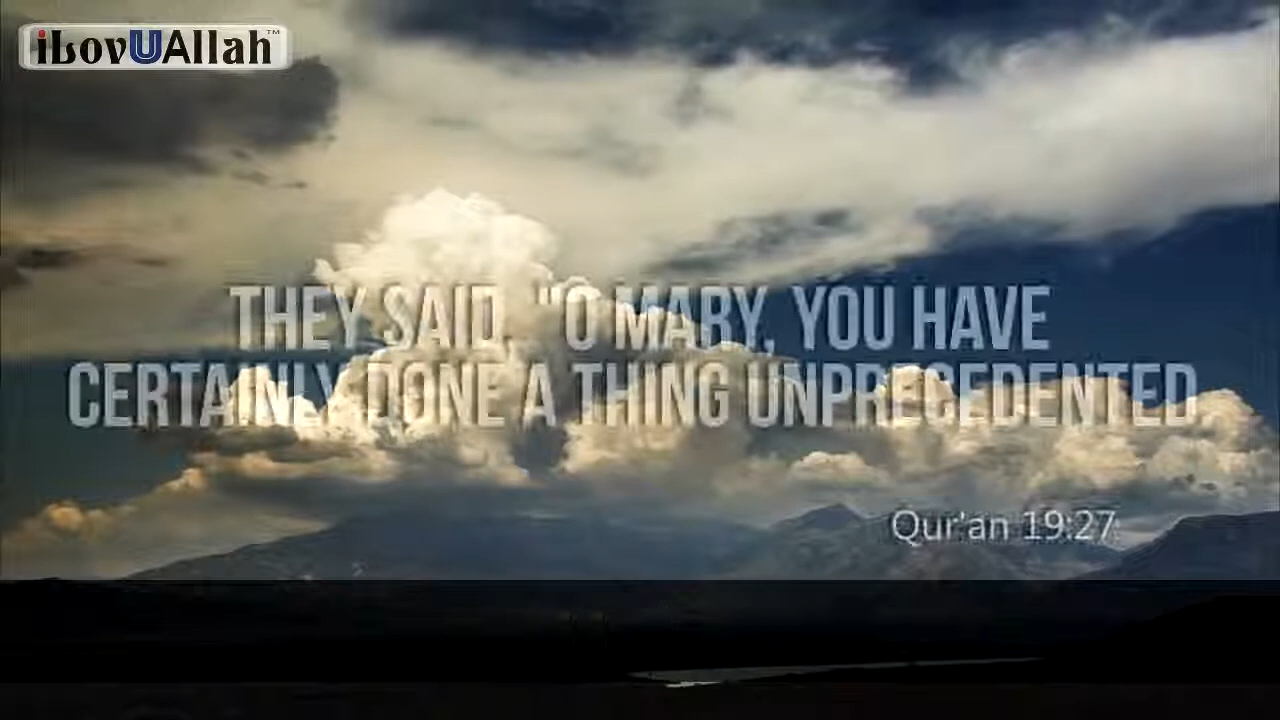 iLovUAllah™
THEY SAID, "O MARY, YOU HAVE
CERTAINLY DONE A THING UNPRECEDENTED
Qur'an 19:27